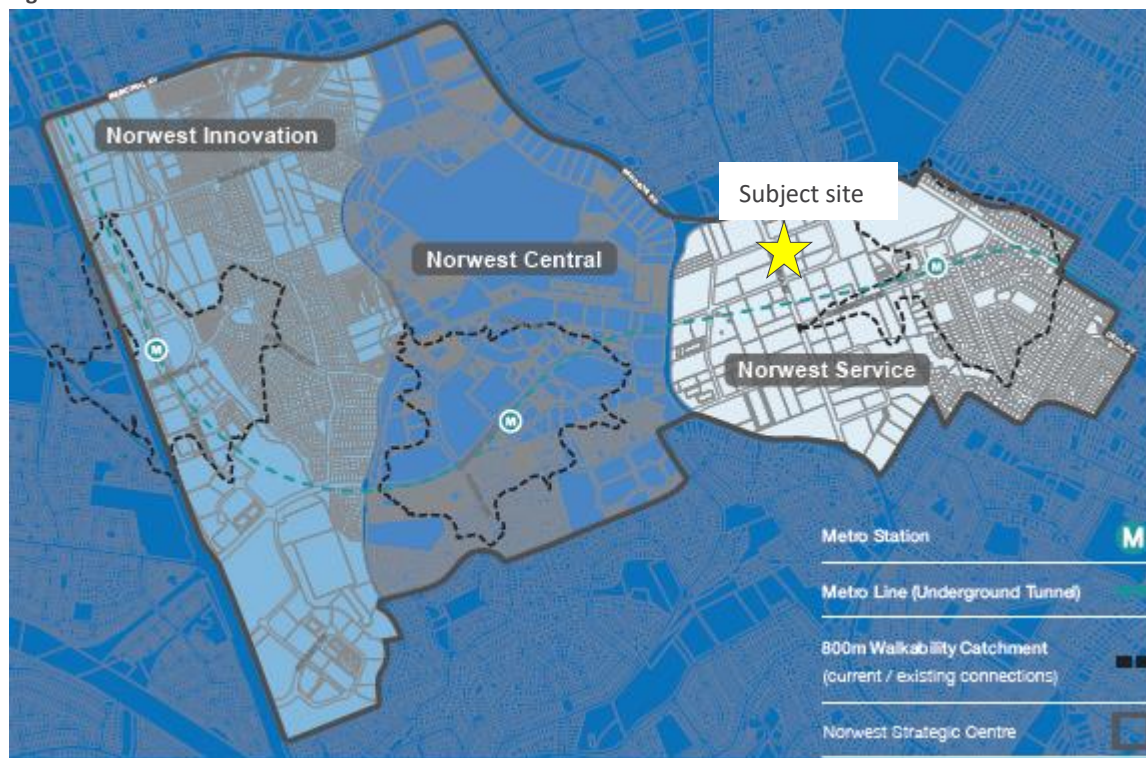 Norwest Innovation
Subject site
Norwest Central
Norwest Service
M
M
M
Metro Station
M
Metro Line (Underground Tunnel)
800m Walkability Catchment
(current / existing connections)
Norwest Strategic Centre